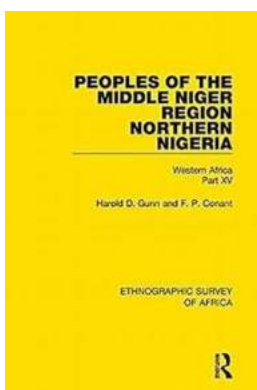 PEOPLES OF THE
MIDDLE NIGER
REGION
NORTHERN
NIGERIA
Western Africa
Part XV
Harold D. Gunn and F. P. Conant
ETHNOGRAPHIC SURVEY
OF AFRICA
R